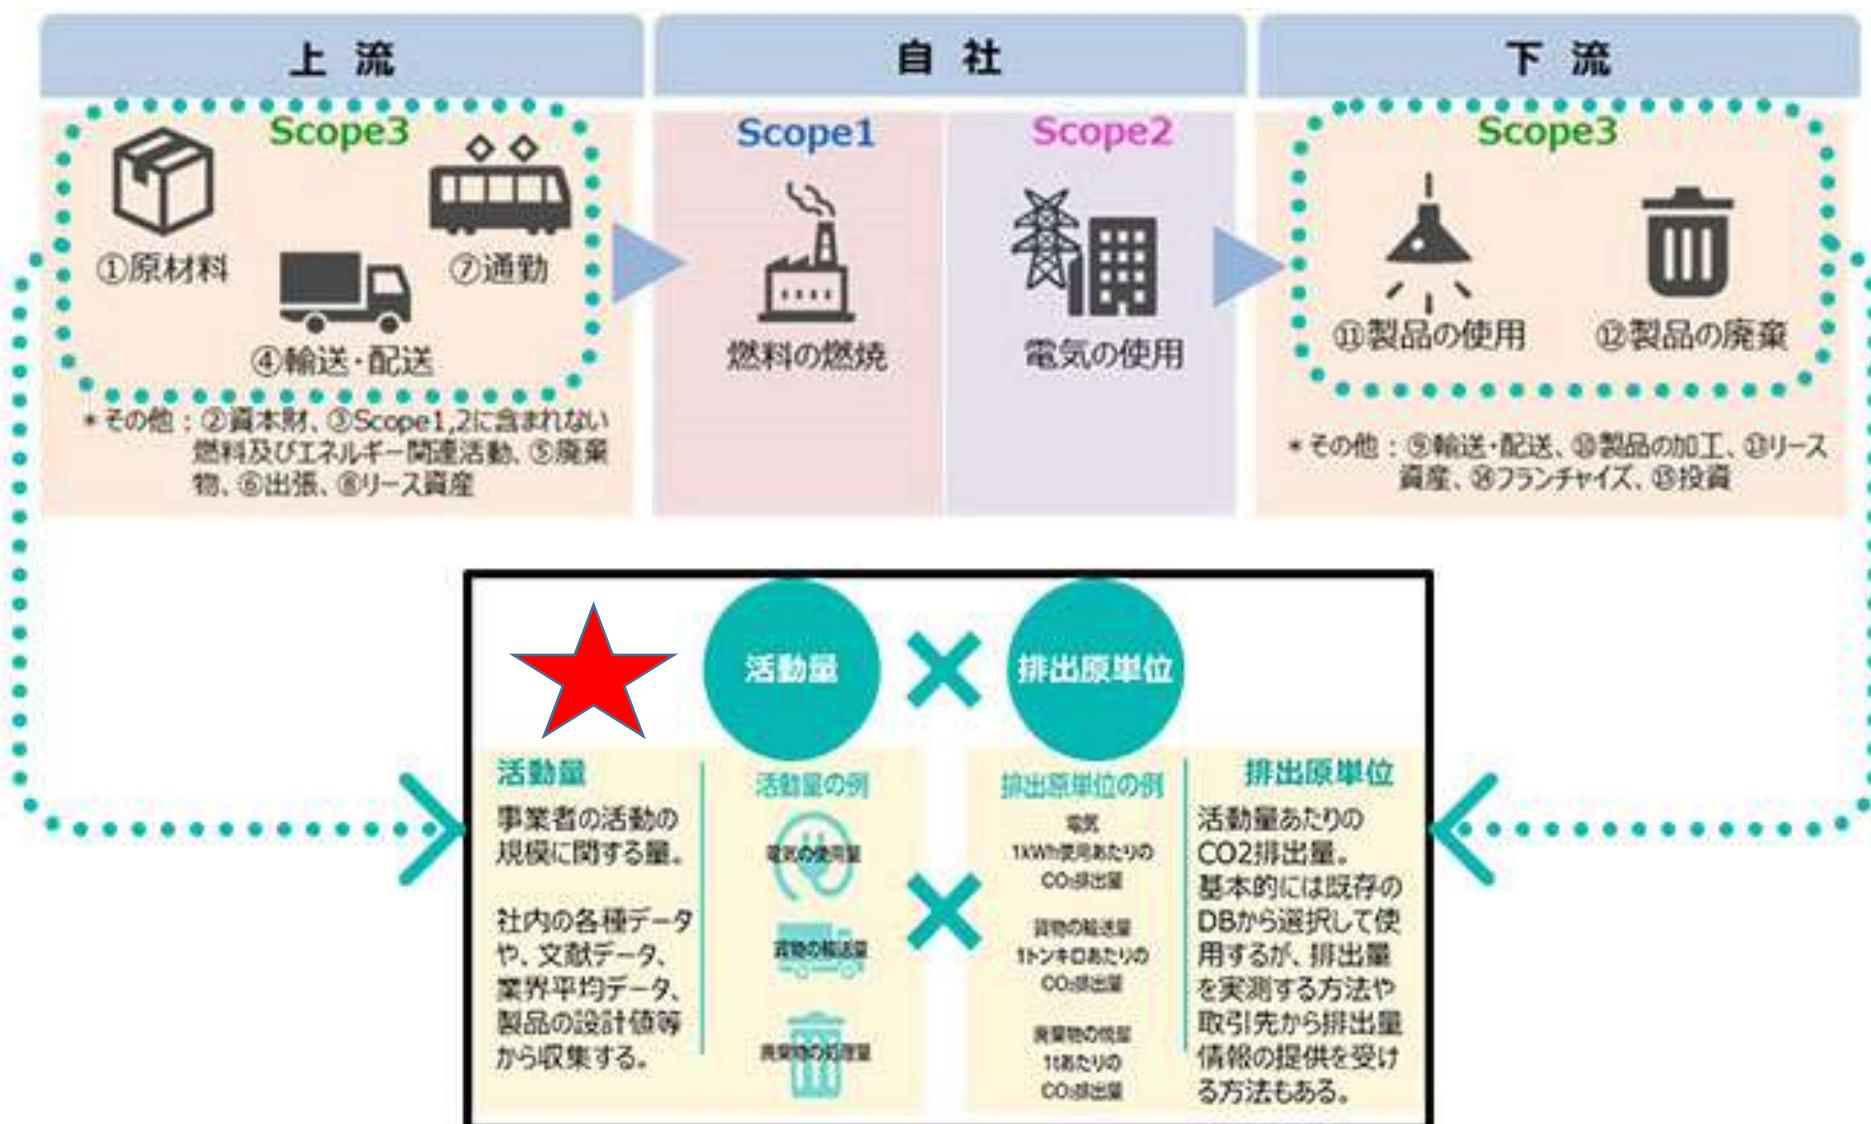 上流
自社
下流
Scope3
①原材料
⑦通勤
④輸送・配送
*その他：②資本財、③Scope1,2に含まれない
燃料及びエネルギー関連活動、⑤廃棄
物、⑥出張、⑧リース資産
Scope1
燃料の燃焼
Scope2
電気の使用
Scope3
⑪製品の使用
⑫製品の廃棄
*その他：⑨輸送・配送、⑩製品の加工、⑬リース
資産、⑭フランチャイズ、⑮投資
活動量
×
排出原単位
活動量
事業者の活動の
規模に関する量。
社内の各種データ
や、文献データ、
業界平均データ、
製品の設計値等
から収集する。
活動量の例
電気の使用量
貨物の輸送量
廃棄物の処理量
×
排出原単位の例
電気
1kWh使用あたりの
CO₂排出量
貨物の輸送量
1トンキロあたりの
CO₂排出量
廃棄物の焼却
1tあたりの
CO₂排出量
排出原単位
活動量あたりの
CO2排出量。
基本的には既存の
DBから選択して使
用するが、排出量
を実測する方法や
取引先から排出量
情報の提供を受け
る方法もある。